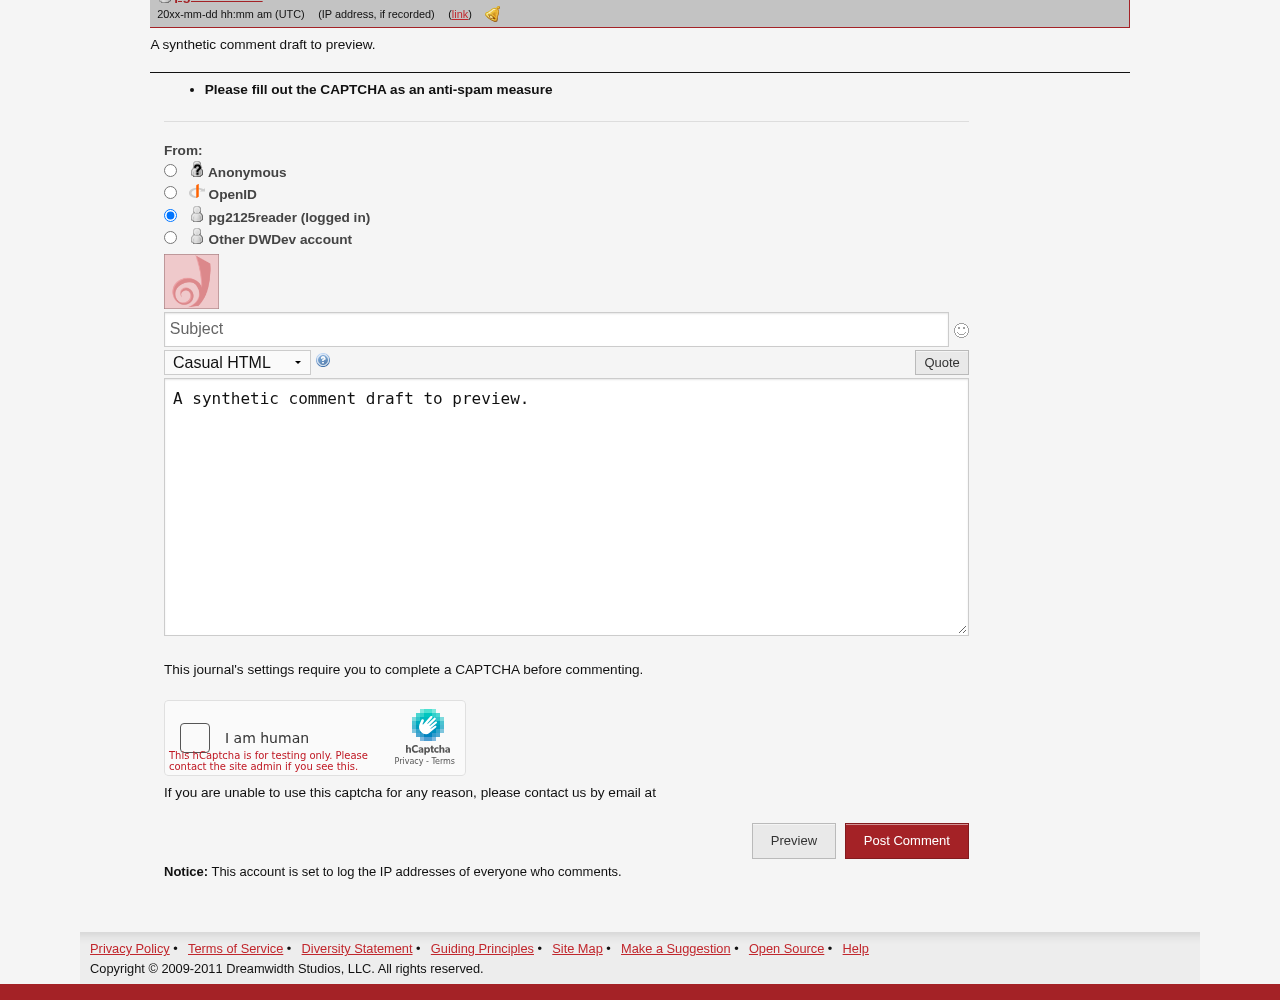 20xx-mm-dd hh:mm am (UTC) (IP address, if recorded) (link)
A synthetic comment draft to preview.
• Please fill out the CAPTCHA as an anti-spam measure
From:
Anonymous
OpenID
pg2125reader (logged in)
Other DWDev account
Subject
Casual HTML
Quote
A synthetic comment draft to preview.
This journal's settings require you to complete a CAPTCHA before commenting.
I am human
This hCaptcha is for testing only. Please
contact the site admin if you see this.
hCaptcha
Privacy - Terms
If you are unable to use this captcha for any reason, please contact us by email at
Preview
Post Comment
Notice: This account is set to log the IP addresses of everyone who comments.
Privacy Policy • Terms of Service • Diversity Statement • Guiding Principles • Site Map • Make a Suggestion • Open Source • Help
Copyright © 2009-2011 Dreamwidth Studios, LLC. All rights reserved.